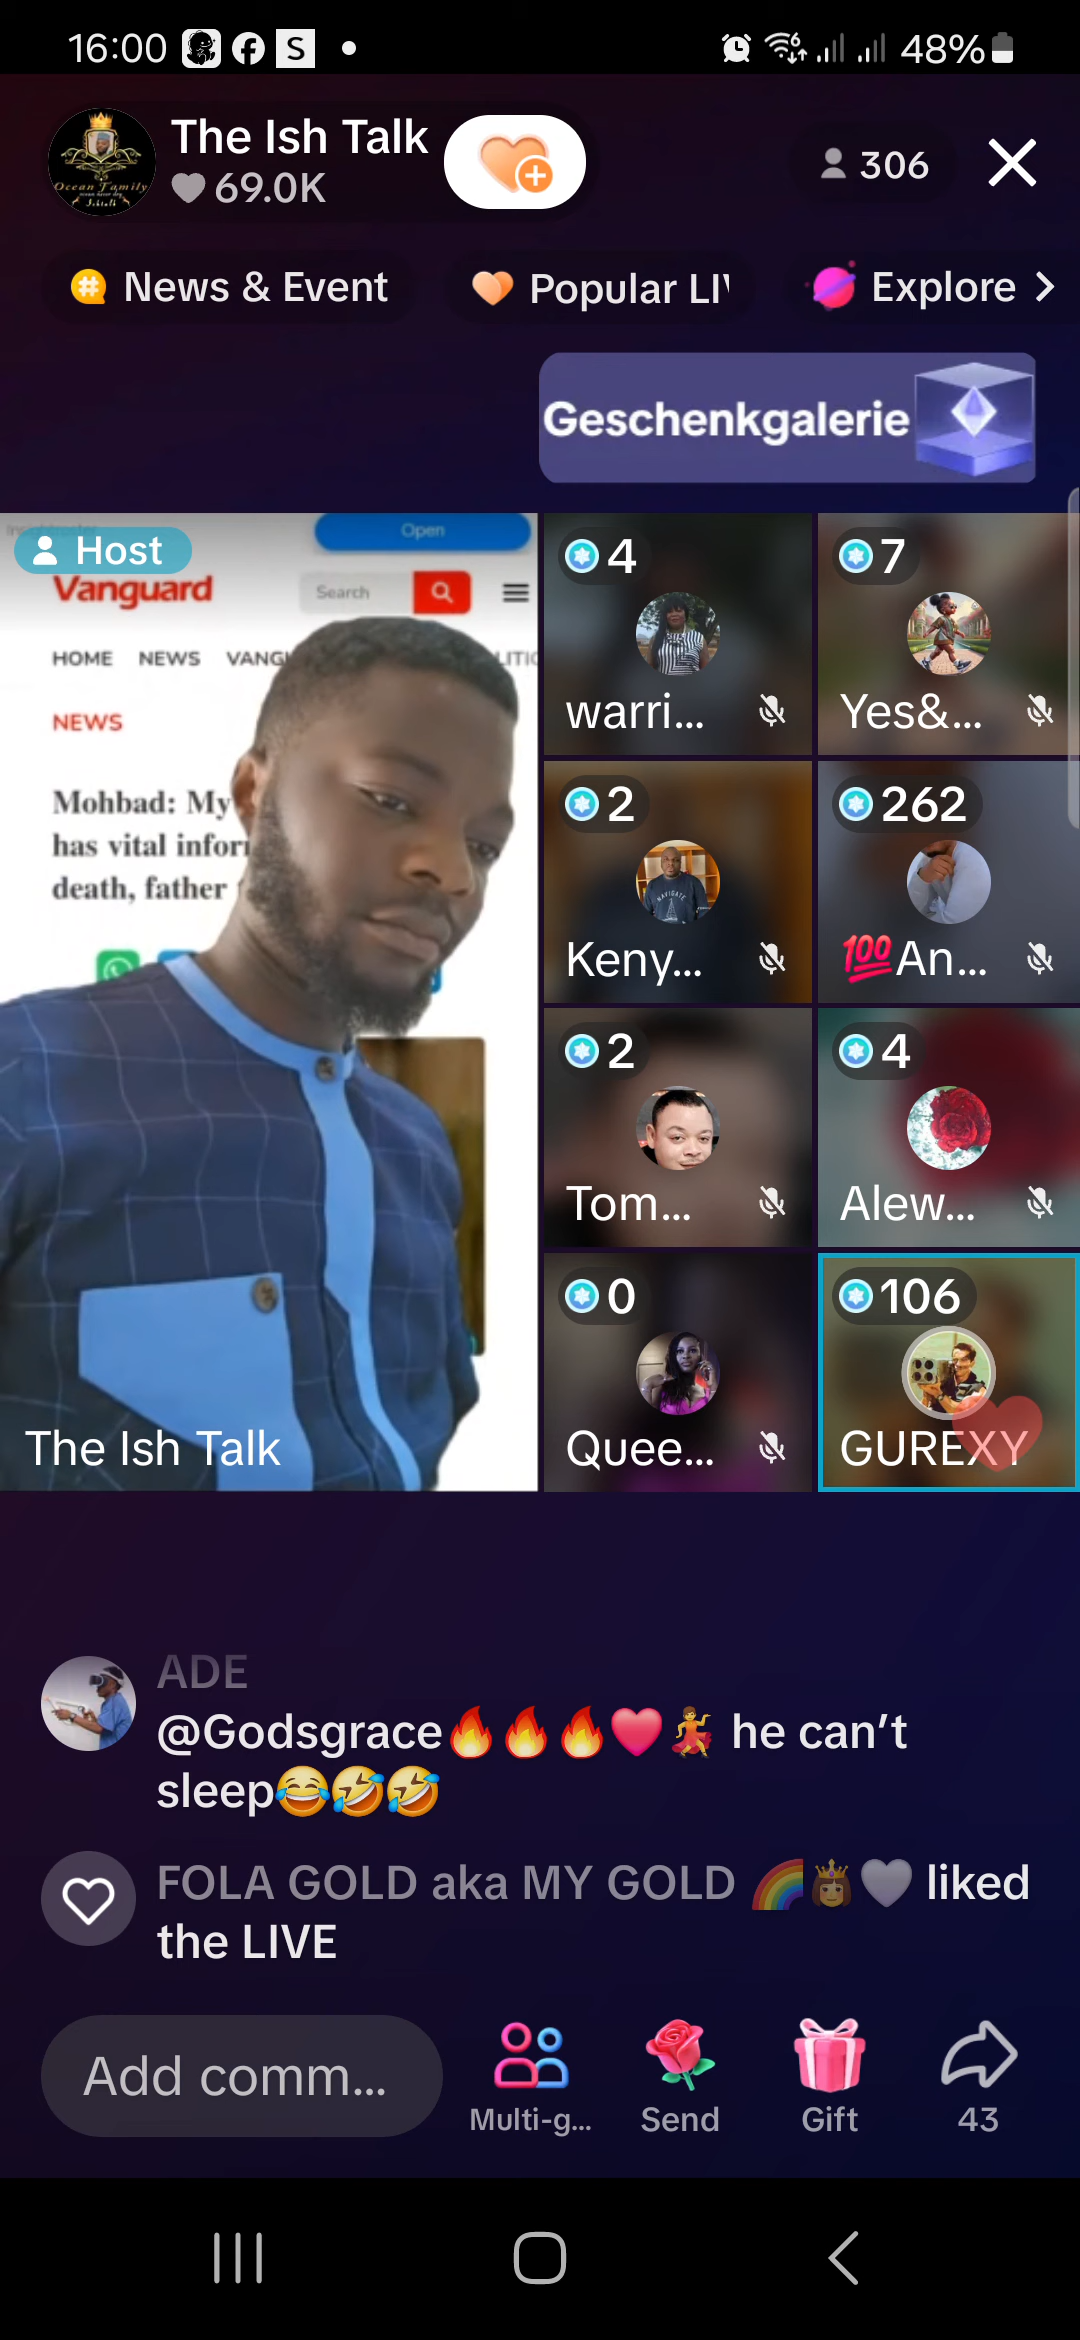 16:00
S
48%
The Ish Talk
69.0K
306
News & Event
Popular LI
Explore
Geschenkgalerie
Host
Open
Vanguard
Search
HOME NEWS
NEWS
Mohbad: My
has vital infor
death, father
The Ish Talk
4
warri...
7
Yes&...
2
Keny...
262
💯An...
2
Tom...
4
Alew...
0
Quee...
106
GUREXY
ADE
@Godsgrace🔥🔥🔥❤️💃 he can't
sleep😂🤣🤣
FOLA GOLD aka MY GOLD 🌈👸🏾🤍 liked
the LIVE
Add comm...
Multi-g...
Send
Gift
43